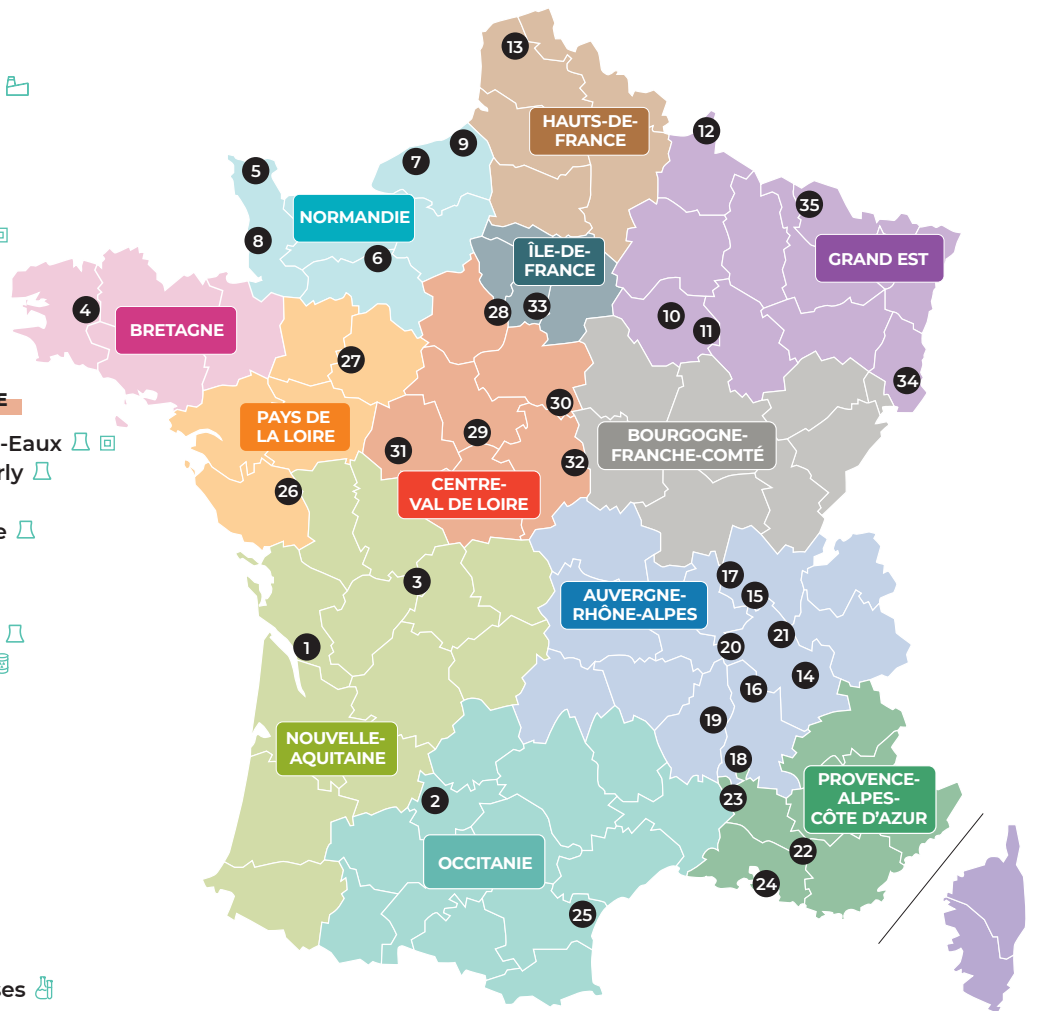 13
HAUTS-DE-
FRANCE
12
9
7
5
35
NORMANDIE
8
6
ÎLE-DE-
FRANCE
GRAND EST
4
BRETAGNE
28
33
10
11
27
34
E
30
PAYS DE
LA LOIRE
29
BOURGOGNE-
FRANCHE-COMTÉ
-Eaux
31
32
rly
CENTRE-
VAL DE LOIRE
26
e
3
17
15
AUVERGNE-
RHÔNE-ALPES
21
1
20
14
16
19
NOUVELLE-
AQUITAINE
18
PROVENCE-
ALPES-
CÔTE D'AZUR
2
23
22
OCCITANIE
24
25
ses